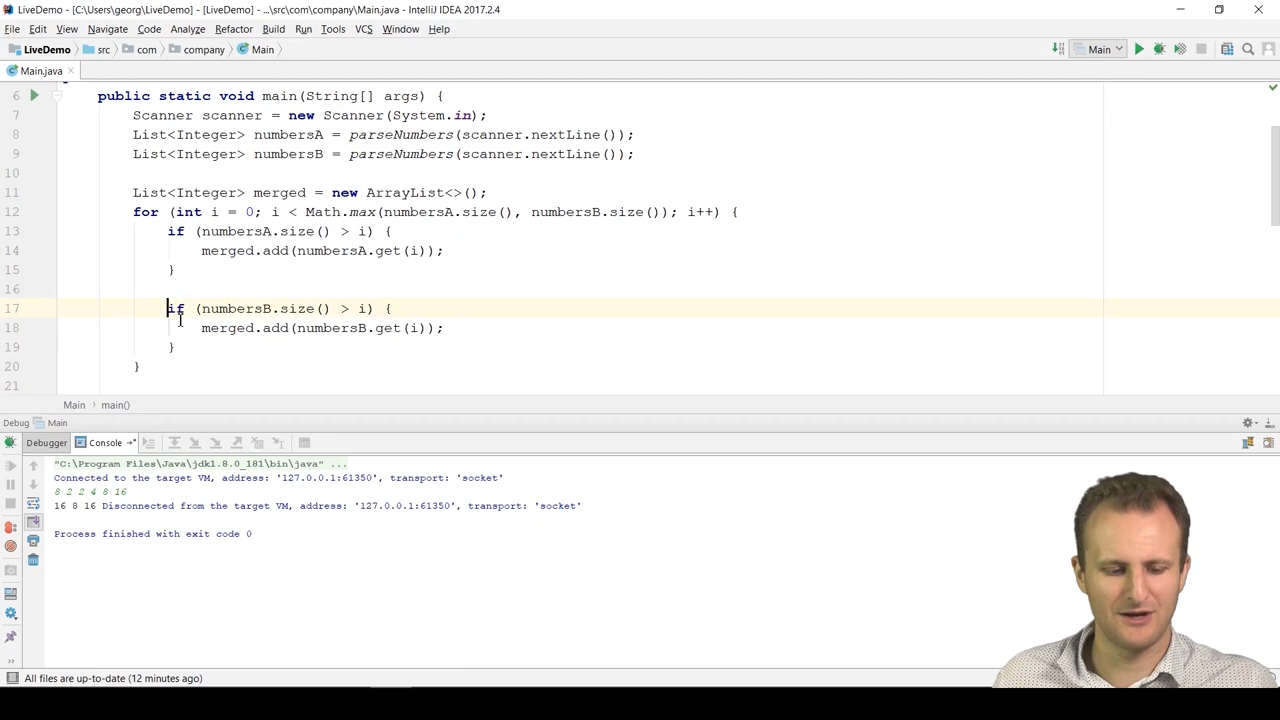 LiveDemo - [C:\Users\georg\LiveDemo] - [LiveDemo] - ...\src\com\company\Main.java - IntelliJ IDEA 2017.2.4
File Edit View Navigate Code Analyze Refactor Build Run Tools VCS Window Help
LiveDemo src com company Main Main
Main.java
6 public static void main(String[] args) {
7 Scanner scanner = new Scanner(System.in);
8 List<Integer> numbersA = parseNumbers(scanner.nextLine());
9 List<Integer> numbersB = parseNumbers(scanner.nextLine());
10
11 List<Integer> merged = new ArrayList<>();
12 for (int i = 0; i < Math.max(numbersA.size(), numbersB.size()); i++) {
13 if (numbersA.size() > i) {
14 merged.add(numbersA.get(i));
15 }
16
17 if (numbersB.size() > i) {
18 merged.add(numbersB.get(i));
19 }
20 }
21
Main main()
Debug Main
Debugger Console
"C:\Program Files\Java\jdk1.8.0_181\bin\java" ...
Connected to the target VM, address: '127.0.0.1:61350', transport: 'socket'
8 2 2 4 8 16
16 8 16 Disconnected from the target VM, address: '127.0.0.1:61350', transport: 'socket'
Process finished with exit code 0
All files are up-to-date (12 minutes ago)